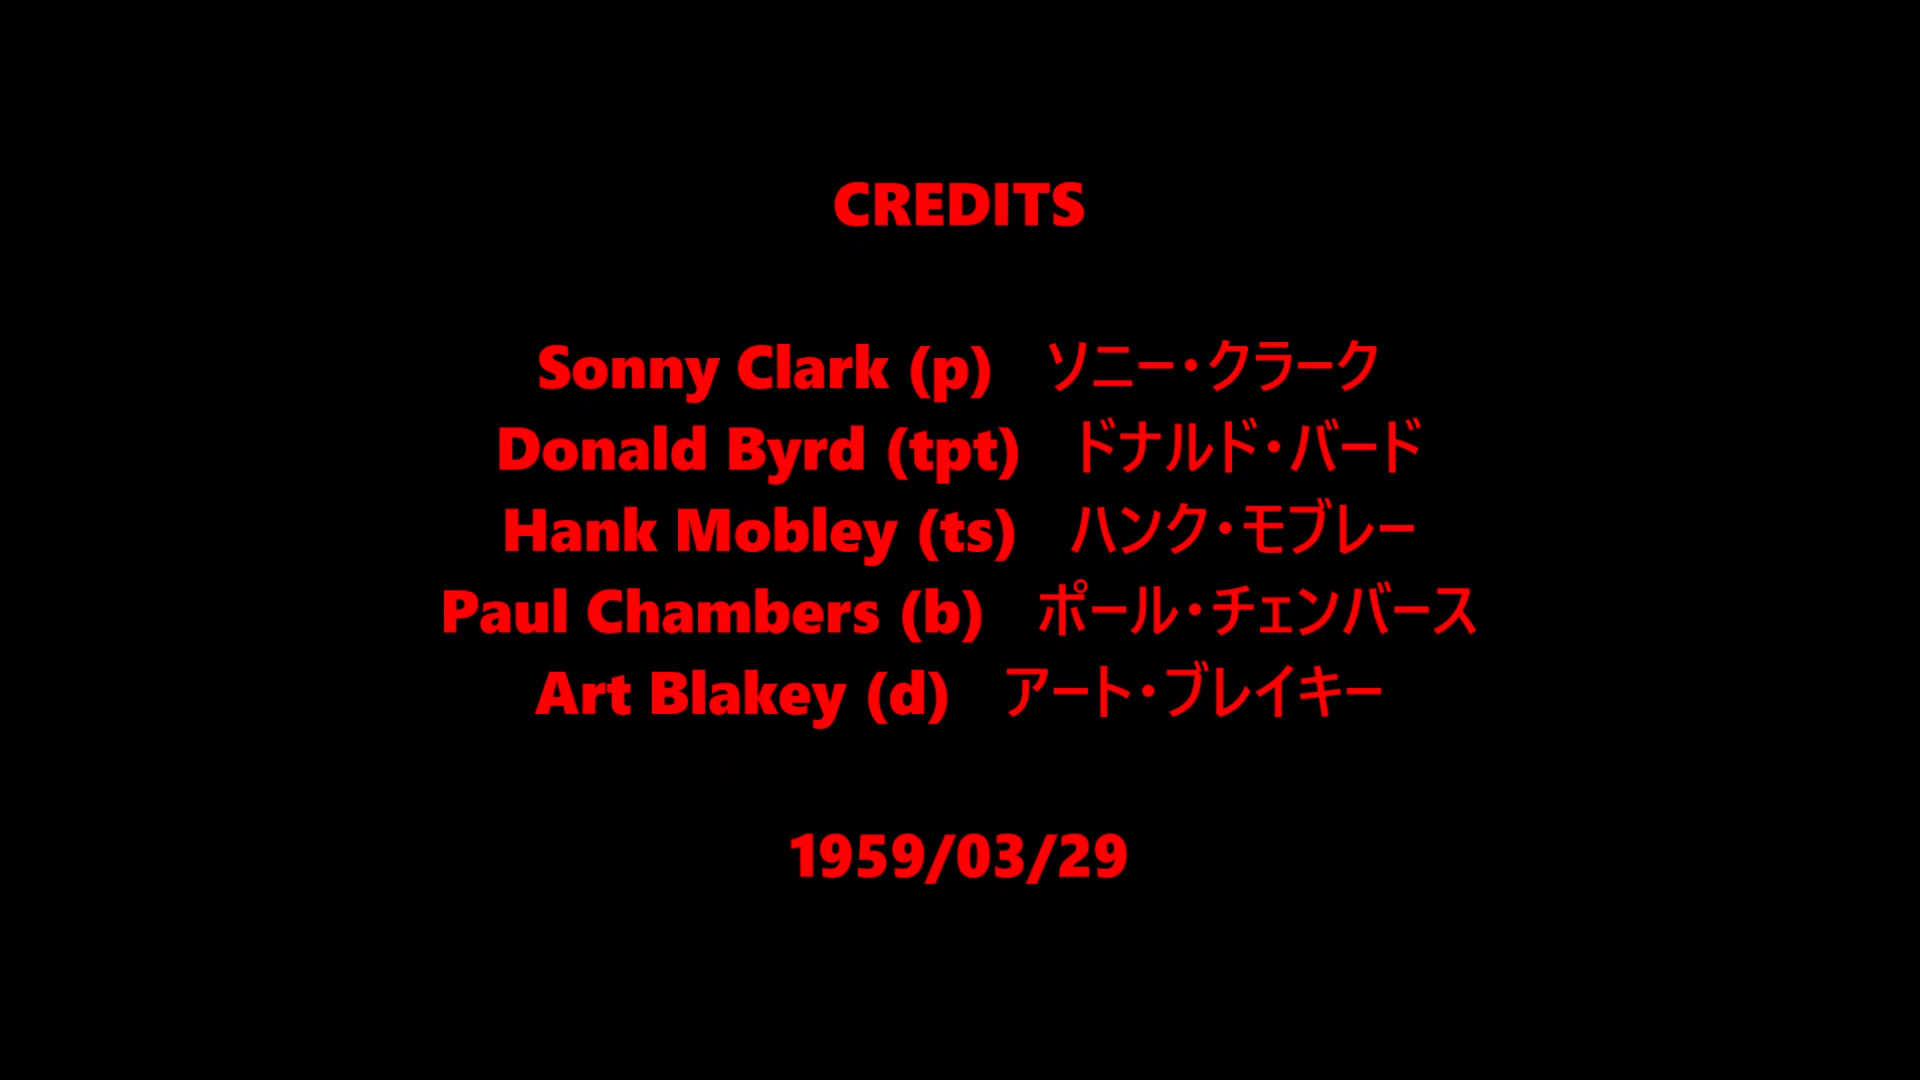 CREDITS
Sonny Clark (p)　ソニー・クラーク
Donald Byrd (tpt)　ドナルド・バード
Hank Mobley (ts)　ハンク・モブレー
Paul Chambers (b)　ポール・チェンバース
Art Blakey (d)　アート・ブレイキー
1959/03/29